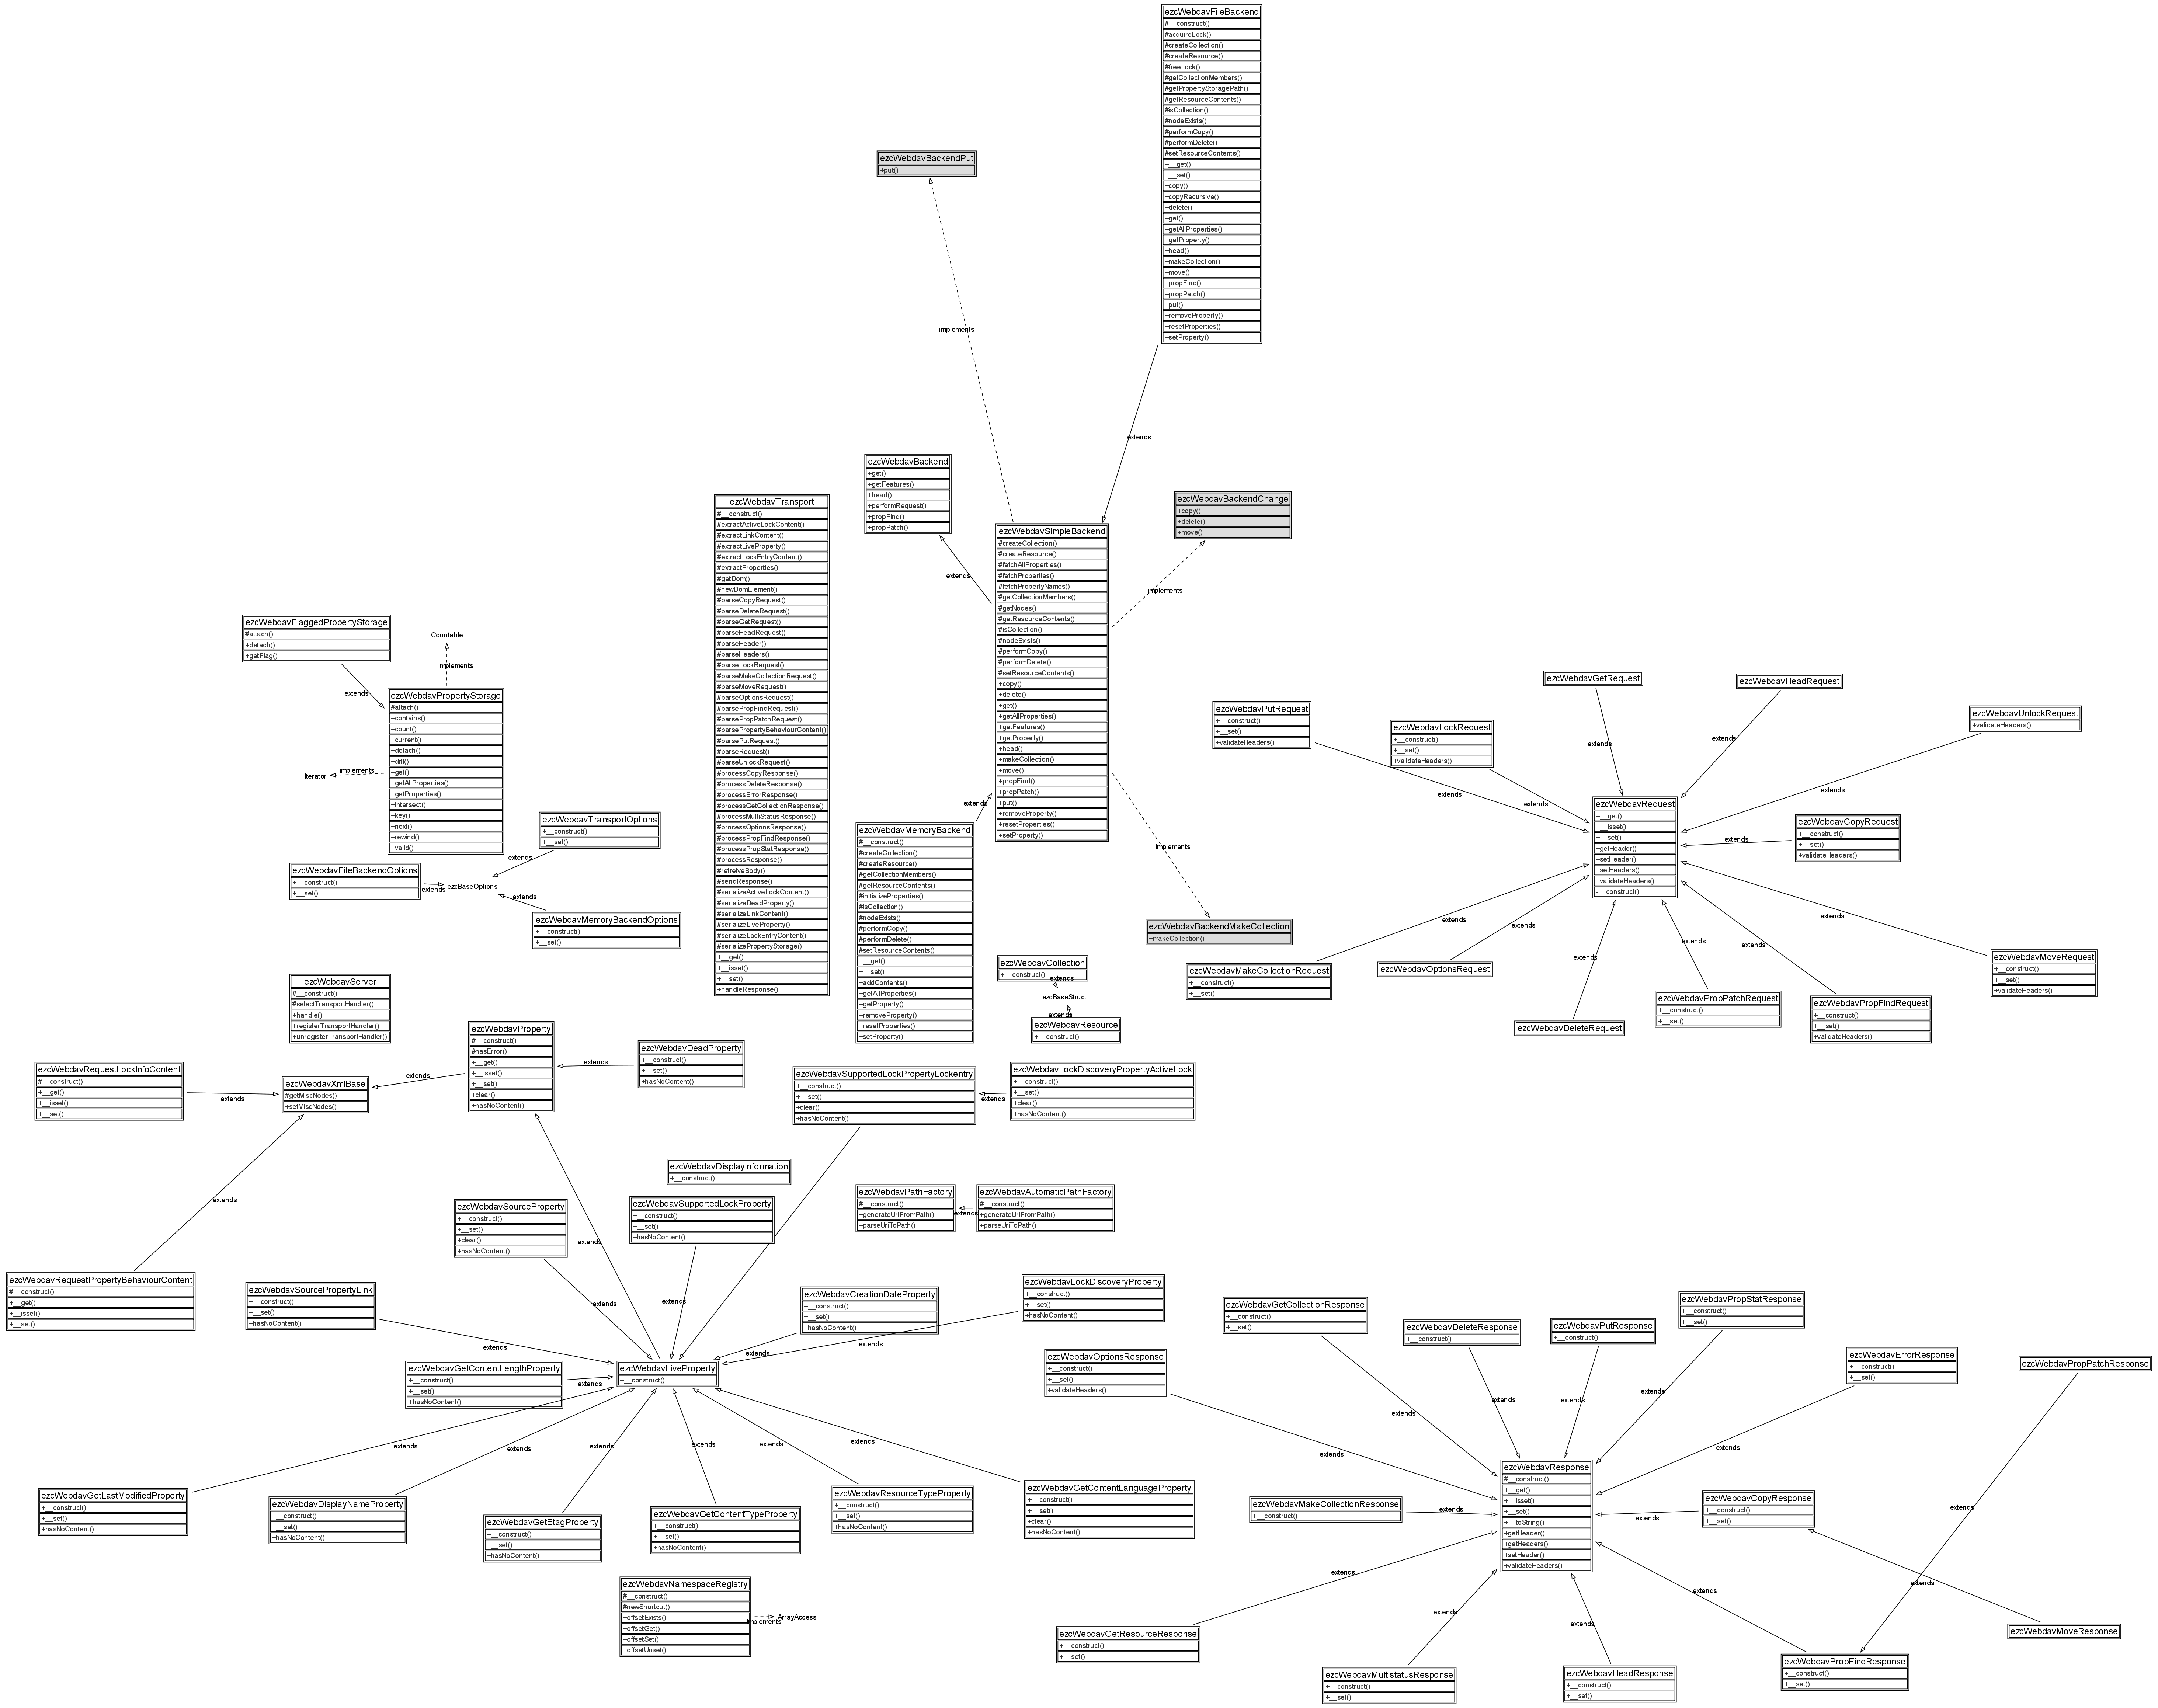 ezcWebdavFileBackend
#__construct()
#acquireLock()
#createCollection()
#createResource()
#freeLock()
#getCollectionMembers()
#getPropertyStoragePath()
#getResourceContents()
#isCollection()
#nodeExists()
#performCopy()
#performDelete()
#setResourceContents()
+__get()
+__set()
+copy()
+copyRecursive()
+delete()
+get()
+getAllProperties()
+getProperty()
+head()
+makeCollection()
+move()
+propFind()
+propPatch()
+put()
+removeProperty()
+resetProperties()
+setProperty()
ezcWebdavBackendPut
+put()
implements
extends
ezcWebdavBackend
+get()
+getFeatures()
+head()
+performRequest()
+propFind()
+propPatch()
extends
ezcWebdavBackendChange
+copy()
+delete()
+move()
implements
ezcWebdavTransport
#__construct()
#extractActiveLockContent()
#extractLinkContent()
#extractLiveProperty()
#extractLockEntryContent()
#extractProperties()
#getDom()
#newDomElement()
#parseCopyRequest()
#parseDeleteRequest()
#parseGetRequest()
#parseHeadRequest()
#parseHeader()
#parseHeaders()
#parseLockRequest()
#parseMakeCollectionRequest()
#parseMoveRequest()
#parseOptionsRequest()
#parsePropFindRequest()
#parsePropPatchRequest()
#parsePropertyBehaviourContent()
#parsePutRequest()
#parseRequest()
#parseUnlockRequest()
#processCopyResponse()
#processDeleteResponse()
#processErrorResponse()
#processGetCollectionResponse()
#processMultiStatusResponse()
#processOptionsResponse()
#processPropFindResponse()
#processPropStatResponse()
#processResponse()
#retreiveBody()
#sendResponse()
#serializeActiveLockContent()
#serializeDeadProperty()
#serializeLinkContent()
#serializeLiveProperty()
#serializeLockEntryContent()
#serializePropertyStorage()
+__get()
+__isset()
+__set()
+handleResponse()
ezcWebdavSimpleBackend
#createCollection()
#createResource()
#fetchAllProperties()
#fetchProperties()
#fetchPropertyNames()
#getCollectionMembers()
#getNodes()
#getResourceContents()
#isCollection()
#nodeExists()
#performCopy()
#performDelete()
#setResourceContents()
+copy()
+delete()
+get()
+getAllProperties()
+getFeatures()
+getProperty()
+head()
+makeCollection()
+move()
+propFind()
+propPatch()
+put()
+removeProperty()
+resetProperties()
+setProperty()
extends
implements
ezcWebdavMemoryBackend
#__construct()
#createCollection()
#createResource()
#getCollectionMembers()
#getResourceContents()
#initializeProperties()
#isCollection()
#nodeExists()
#performCopy()
#performDelete()
#setResourceContents()
+__get()
+__set()
+addContents()
+getAllProperties()
+getProperty()
+removeProperty()
+resetProperties()
+setProperty()
ezcWebdavBackendMakeCollection
+makeCollection()
ezcWebdavCollection
+__construct()
extends
ezcBaseStruct
extends
ezcWebdavResource
+__construct()
ezcWebdavFlaggedPropertyStorage
#attach()
+detach()
+getFlag()
extends
Countable
implements
Iterator
implements
ezcWebdavPropertyStorage
#attach()
+contains()
+count()
+current()
+detach()
+diff()
+get()
+getAllProperties()
+getProperties()
+intersect()
+key()
+next()
+rewind()
+valid()
ezcWebdavTransportOptions
+__construct()
+__set()
extends
ezcWebdavFileBackendOptions
+__construct()
+__set()
extends
ezcBaseOptions
extends
ezcWebdavMemoryBackendOptions
+__construct()
+__set()
ezcWebdavGetRequest
ezcWebdavHeadRequest
ezcWebdavPutRequest
+__construct()
+__set()
+validateHeaders()
ezcWebdavLockRequest
+__construct()
+__set()
+validateHeaders()
ezcWebdavUnlockRequest
+validateHeaders()
extends
extends
extends
extends
extends
ezcWebdavRequest
+__get()
+__isset()
+__set()
+getHeader()
+setHeader()
+setHeaders()
+validateHeaders()
-__construct()
extends
ezcWebdavCopyRequest
+__construct()
+__set()
+validateHeaders()
extends
extends
extends
extends
extends
extends
ezcWebdavMakeCollectionRequest
+__construct()
+__set()
ezcWebdavOptionsRequest
ezcWebdavDeleteRequest
ezcWebdavPropPatchRequest
+__construct()
+__set()
ezcWebdavPropFindRequest
+__construct()
+__set()
+validateHeaders()
ezcWebdavMoveRequest
+__construct()
+__set()
+validateHeaders()
ezcWebdavServer
#__construct()
#selectTransportHandler()
+handle()
+registerTransportHandler()
+unregisterTransportHandler()
ezcWebdavProperty
#__construct()
#hasError()
+__get()
+__isset()
+__set()
+clear()
+hasNoContent()
extends
ezcWebdavDeadProperty
+__construct()
+__set()
+hasNoContent()
ezcWebdavRequestLockInfoContent
#__construct()
+__get()
+__isset()
+__set()
extends
ezcWebdavXmlBase
#getMiscNodes()
+setMiscNodes()
extends
extends
ezcWebdavSupportedLockPropertyLockentry
+__construct()
+__set()
+clear()
+hasNoContent()
extends
ezcWebdavLockDiscoveryPropertyActiveLock
+__construct()
+__set()
+clear()
+hasNoContent()
ezcWebdavDisplayInformation
+__construct()
ezcWebdavPathFactory
#__construct()
+generateUriFromPath()
+parseUriToPath()
extends
ezcWebdavAutomaticPathFactory
#__construct()
+generateUriFromPath()
+parseUriToPath()
ezcWebdavSourceProperty
+__construct()
+__set()
+clear()
+hasNoContent()
ezcWebdavSupportedLockProperty
+__construct()
+__set()
+hasNoContent()
extends
ezcWebdavRequestPropertyBehaviourContent
#__construct()
+__get()
+__isset()
+__set()
ezcWebdavSourcePropertyLink
+__construct()
+__set()
+hasNoContent()
extends
extends
extends
ezcWebdavCreationDateProperty
+__construct()
+__set()
+hasNoContent()
extends
ezcWebdavLockDiscoveryProperty
+__construct()
+__set()
+hasNoContent()
extends
extends
ezcWebdavGetContentLengthProperty
+__construct()
+__set()
+hasNoContent()
extends
ezcWebdavLiveProperty
+__construct()
extends
extends
extends
extends
extends
extends
ezcWebdavGetLastModifiedProperty
+__construct()
+__set()
+hasNoContent()
ezcWebdavDisplayNameProperty
+__construct()
+__set()
+hasNoContent()
ezcWebdavGetEtagProperty
+__construct()
+__set()
+hasNoContent()
ezcWebdavGetContentTypeProperty
+__construct()
+__set()
+hasNoContent()
ezcWebdavResourceTypeProperty
+__construct()
+__set()
+hasNoContent()
ezcWebdavGetContentLanguageProperty
+__construct()
+__set()
+clear()
+hasNoContent()
ezcWebdavNamespaceRegistry
#__construct()
#newShortcut()
+offsetExists()
+offsetGet()
+offsetSet()
+offsetUnset()
implements
ArrayAccess
ezcWebdavGetCollectionResponse
+__construct()
+__set()
ezcWebdavDeleteResponse
+__construct()
ezcWebdavPutResponse
+__construct()
ezcWebdavPropStatResponse
+__construct()
+__set()
ezcWebdavOptionsResponse
+__construct()
+__set()
+validateHeaders()
ezcWebdavErrorResponse
+__construct()
+__set()
ezcWebdavPropPatchResponse
extends
extends
extends
extends
extends
extends
ezcWebdavResponse
#__construct()
+__get()
+__isset()
+__set()
+__toString()
+getHeader()
+getHeaders()
+setHeader()
+validateHeaders()
ezcWebdavMakeCollectionResponse
+__construct()
extends
extends
ezcWebdavCopyResponse
+__construct()
+__set()
extends
extends
extends
extends
extends
extends
extends
ezcWebdavGetResourceResponse
+__construct()
+__set()
ezcWebdavMultistatusResponse
+__construct()
+__set()
ezcWebdavHeadResponse
+__construct()
+__set()
ezcWebdavPropFindResponse
+__construct()
+__set()
ezcWebdavMoveResponse